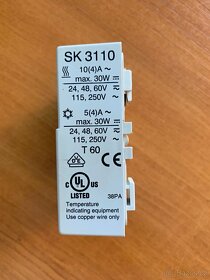 SK 3110
10(4)A ~
max. 30W ⎓
24, 48, 60V ⎓
115, 250V ~
5(4)A ~
max. 30W ⎓
24, 48, 60V ⎓
115, 250V ~
T 60
CE
c UL US
LISTED
38PA
Temperature
indicating equipment
Use copper wire only